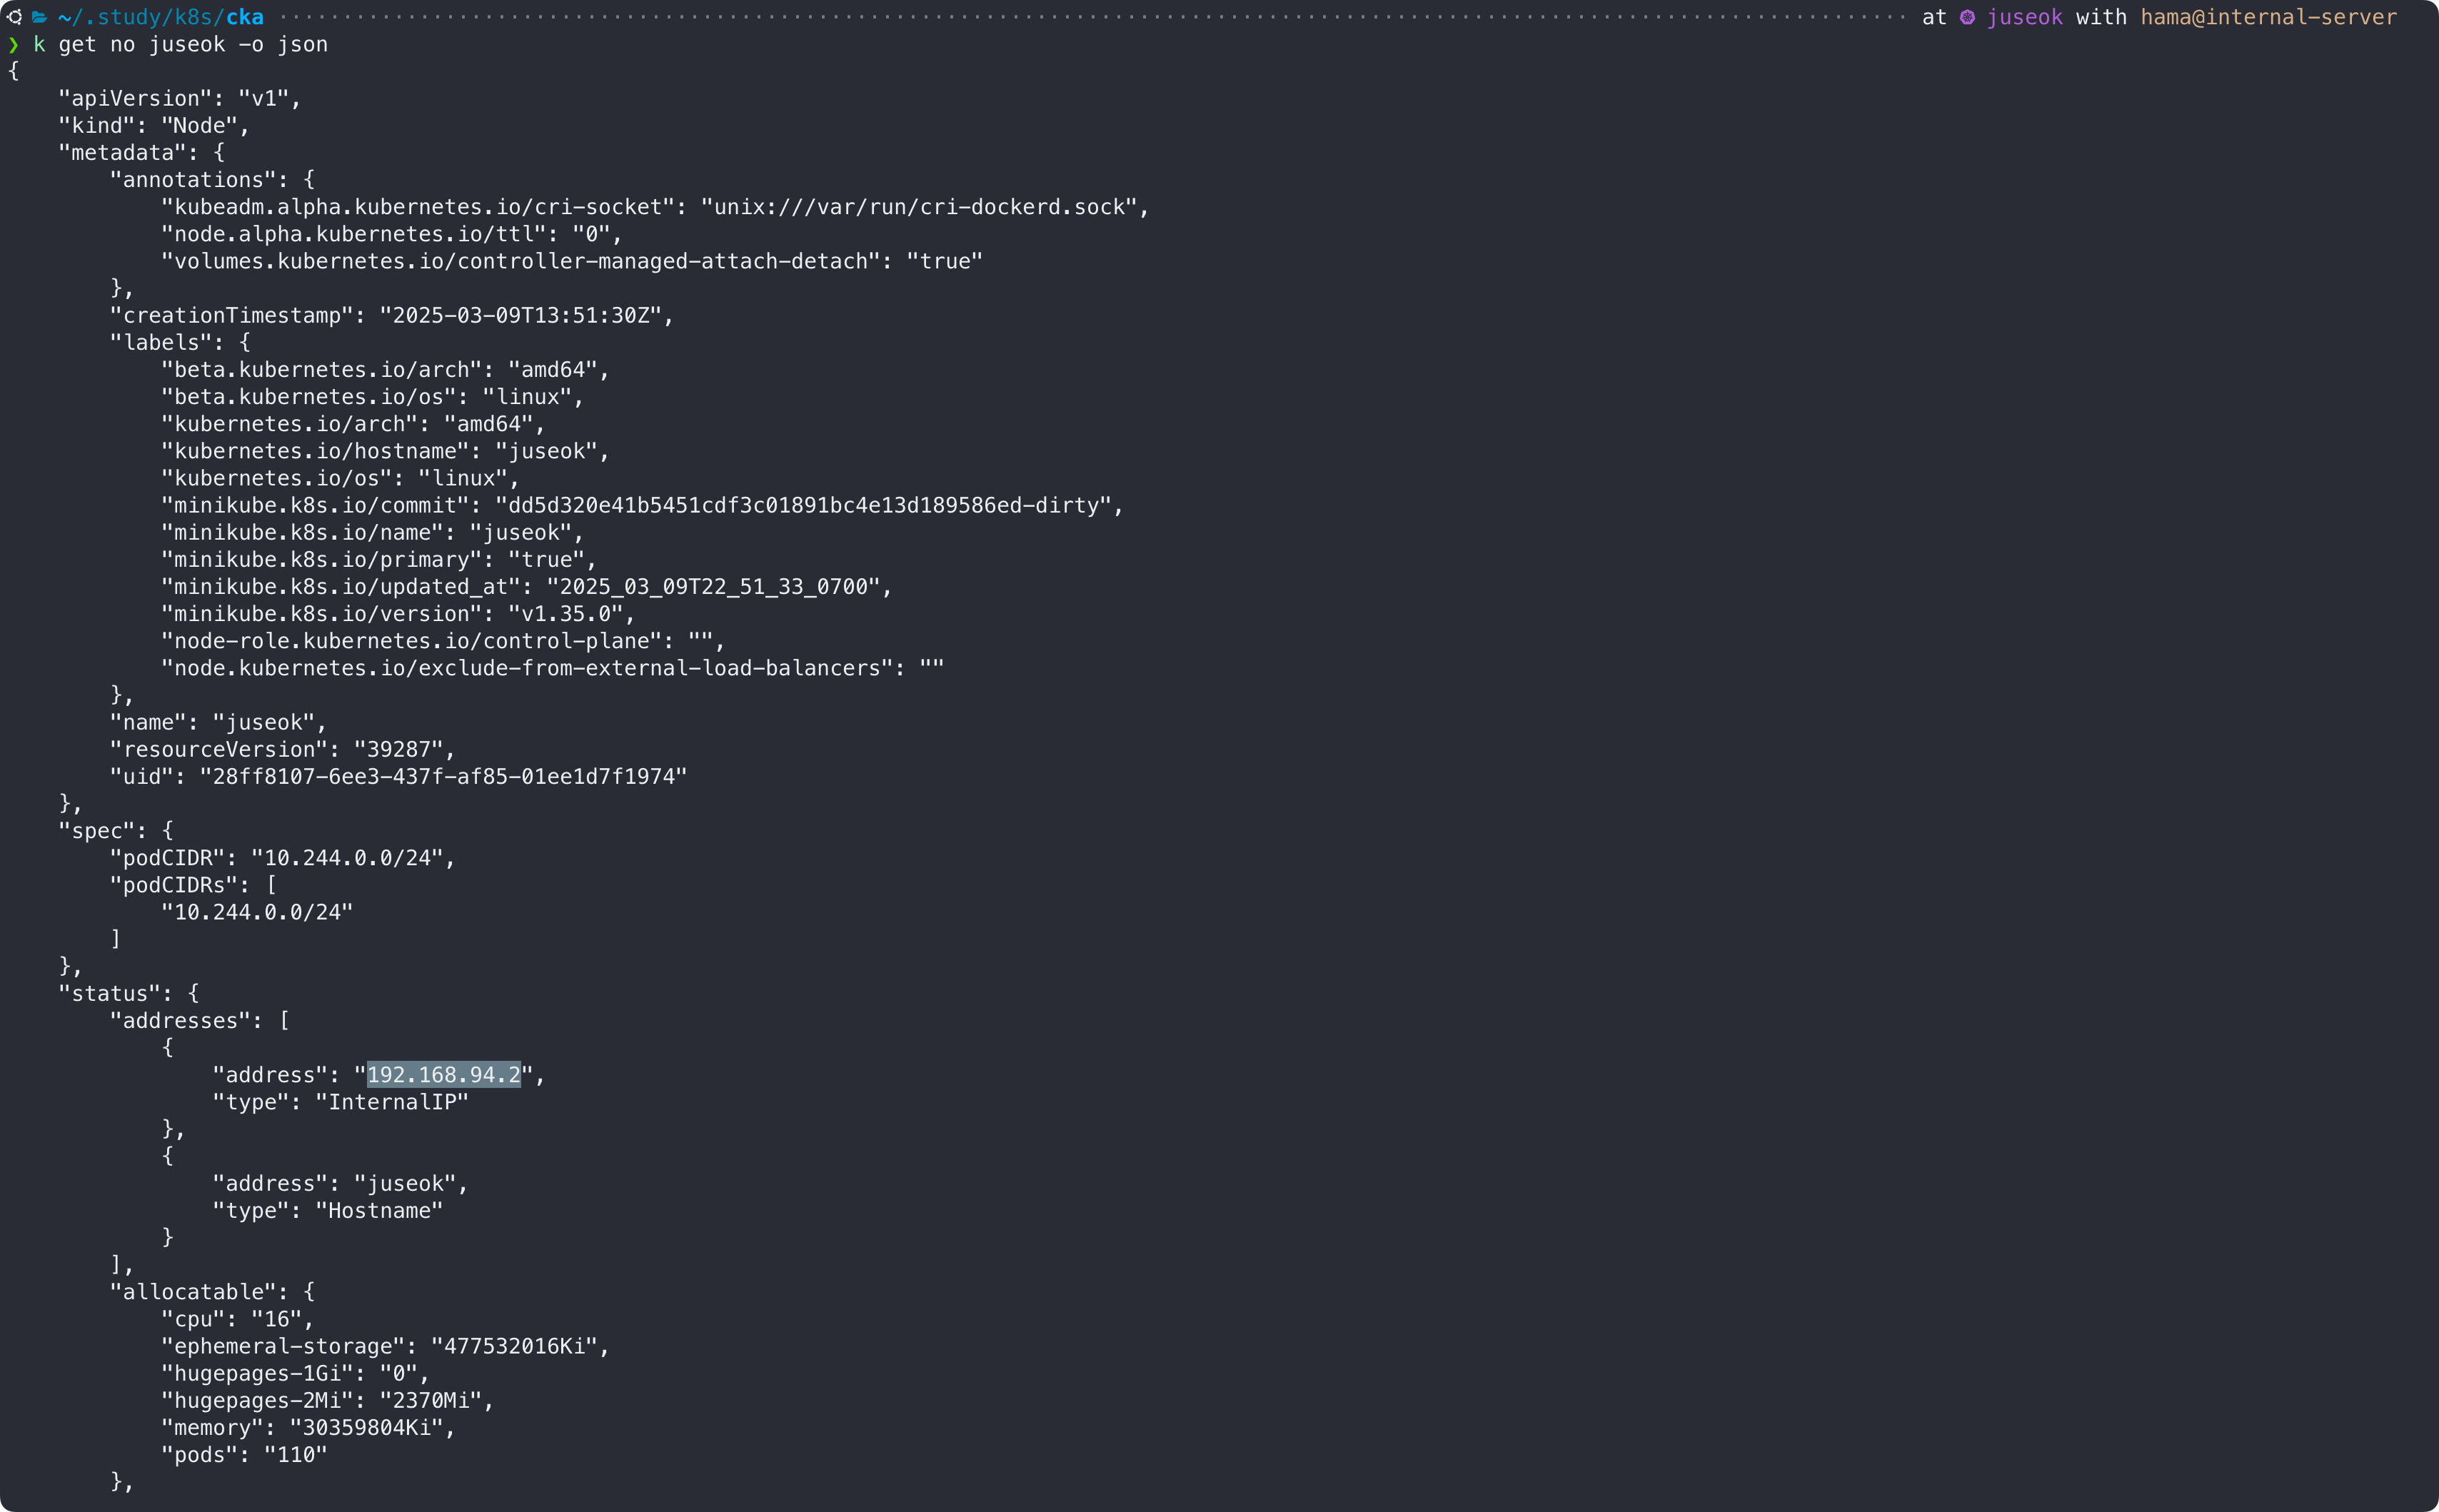 ~/.study/k8s/cka at juseok with hama@internal-server
❯ k get no juseok -o json
{
    "apiVersion": "v1",
    "kind": "Node",
    "metadata": {
        "annotations": {
            "kubeadm.alpha.kubernetes.io/cri-socket": "unix:///var/run/cri-dockerd.sock",
            "node.alpha.kubernetes.io/ttl": "0",
            "volumes.kubernetes.io/controller-managed-attach-detach": "true"
        },
        "creationTimestamp": "2025-03-09T13:51:30Z",
        "labels": {
            "beta.kubernetes.io/arch": "amd64",
            "beta.kubernetes.io/os": "linux",
            "kubernetes.io/arch": "amd64",
            "kubernetes.io/hostname": "juseok",
            "kubernetes.io/os": "linux",
            "minikube.k8s.io/commit": "dd5d320e41b5451cdf3c01891bc4e13d189586ed-dirty",
            "minikube.k8s.io/name": "juseok",
            "minikube.k8s.io/primary": "true",
            "minikube.k8s.io/updated_at": "2025_03_09T22_51_33_0700",
            "minikube.k8s.io/version": "v1.35.0",
            "node-role.kubernetes.io/control-plane": "",
            "node.kubernetes.io/exclude-from-external-load-balancers": ""
        },
        "name": "juseok",
        "resourceVersion": "39287",
        "uid": "28ff8107-6ee3-437f-af85-01ee1d7f1974"
    },
    "spec": {
        "podCIDR": "10.244.0.0/24",
        "podCIDRs": [
            "10.244.0.0/24"
        ]
    },
    "status": {
        "addresses": [
            {
                "address": "192.168.94.2",
                "type": "InternalIP"
            },
            {
                "address": "juseok",
                "type": "Hostname"
            }
        ],
        "allocatable": {
            "cpu": "16",
            "ephemeral-storage": "477532016Ki",
            "hugepages-1Gi": "0",
            "hugepages-2Mi": "2370Mi",
            "memory": "30359804Ki",
            "pods": "110"
        },